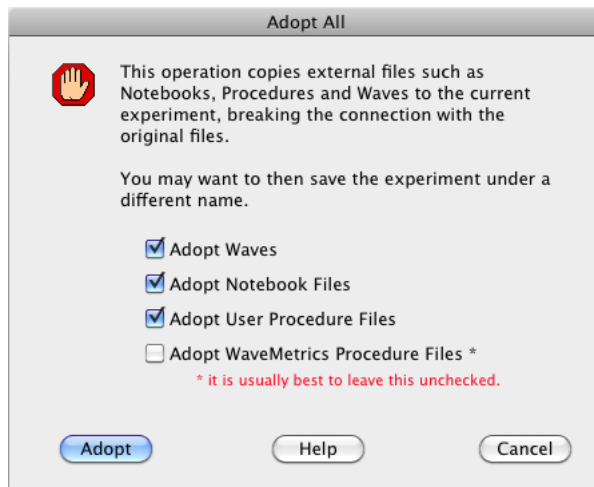 Adopt All
This operation copies external files such as
Notebooks, Procedures and Waves to the current
experiment, breaking the connection with the
original files.
You may want to then save the experiment under a
different name.
Adopt Waves
Adopt Notebook Files
Adopt User Procedure Files
Adopt WaveMetrics Procedure Files *
* it is usually best to leave this unchecked.
Adopt Help Cancel